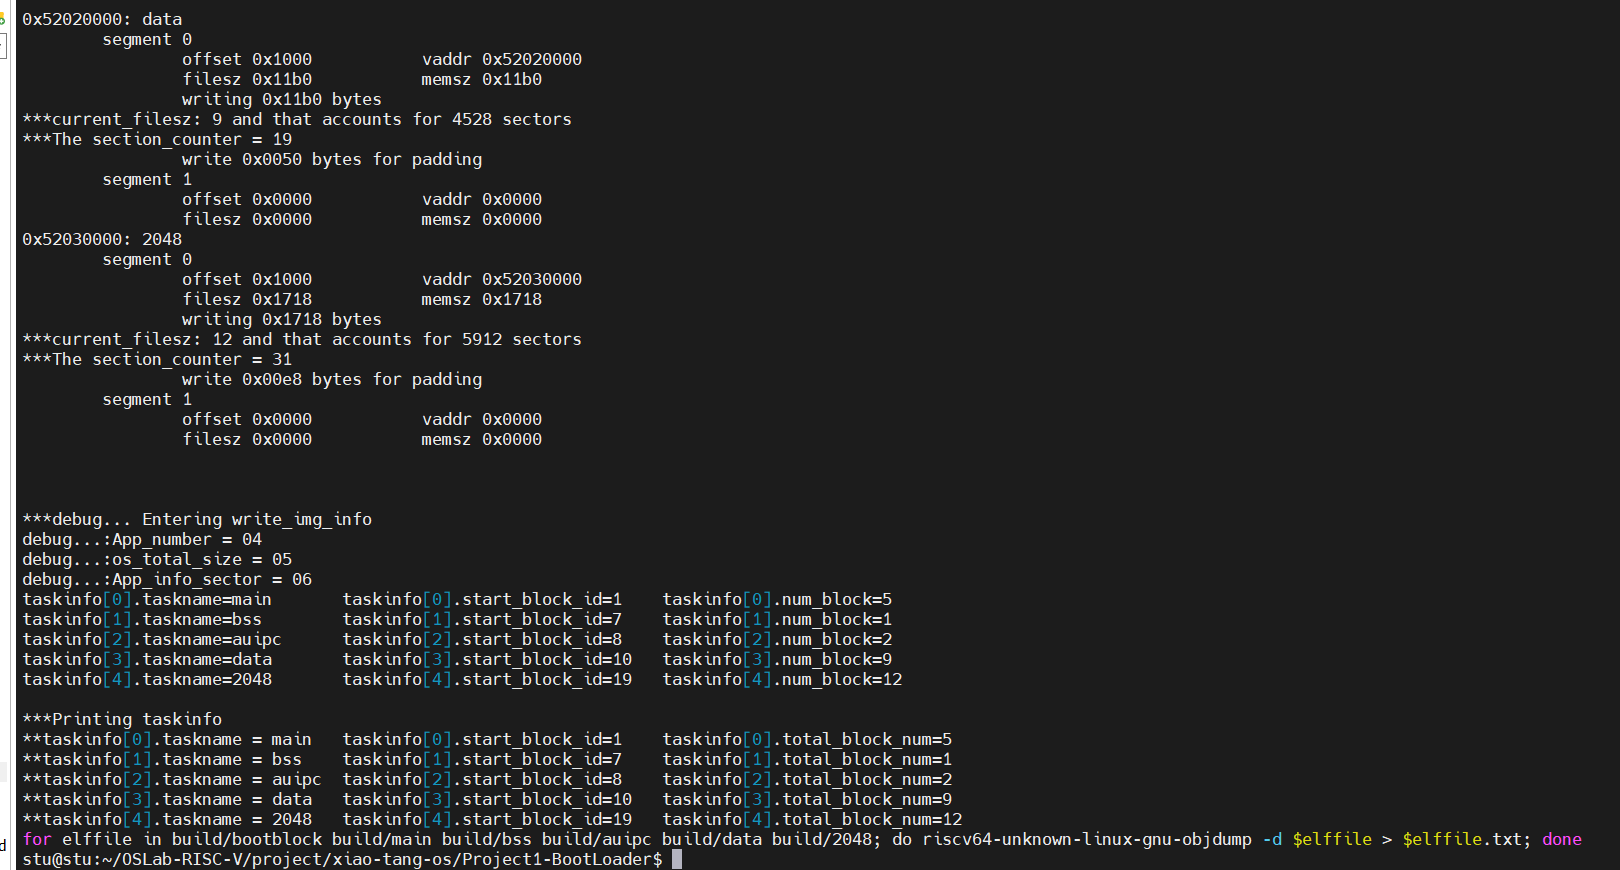 0x52020000: data
segment 0
offset 0x1000 vaddr 0x52020000
filesz 0x11b0 memsz 0x11b0
writing 0x11b0 bytes
***current_filesz: 9 and that accounts for 4528 sectors
***The section_counter = 19
write 0x0050 bytes for padding
segment 1
offset 0x0000 vaddr 0x0000
filesz 0x0000 memsz 0x0000
0x52030000: 2048
segment 0
offset 0x1000 vaddr 0x52030000
filesz 0x1718 memsz 0x1718
writing 0x1718 bytes
***current_filesz: 12 and that accounts for 5912 sectors
***The section_counter = 31
write 0x00e8 bytes for padding
segment 1
offset 0x0000 vaddr 0x0000
filesz 0x0000 memsz 0x0000
***debug... Entering write_img_info
debug...:App_number = 04
debug...:os_total_size = 05
debug...:App_info_sector = 06
taskinfo[0].taskname=main taskinfo[0].start_block_id=1 taskinfo[0].num_block=5
taskinfo[1].taskname=bss taskinfo[1].start_block_id=7 taskinfo[1].num_block=1
taskinfo[2].taskname=auipc taskinfo[2].start_block_id=8 taskinfo[2].num_block=2
taskinfo[3].taskname=data taskinfo[3].start_block_id=10 taskinfo[3].num_block=9
taskinfo[4].taskname=2048 taskinfo[4].start_block_id=19 taskinfo[4].num_block=12
***Printing taskinfo
**taskinfo[0].taskname = main taskinfo[0].start_block_id=1 taskinfo[0].total_block_num=5
**taskinfo[1].taskname = bss taskinfo[1].start_block_id=7 taskinfo[1].total_block_num=1
**taskinfo[2].taskname = auipc taskinfo[2].start_block_id=8 taskinfo[2].total_block_num=2
**taskinfo[3].taskname = data taskinfo[3].start_block_id=10 taskinfo[3].total_block_num=9
**taskinfo[4].taskname = 2048 taskinfo[4].start_block_id=19 taskinfo[4].total_block_num=12
for elffile in build/bootblock build/main build/bss build/auipc build/data build/2048; do riscv64-unknown-linux-gnu-objdump -d $elffile > $elffile.txt; done
stu@stu:~/OSLab-RISC-V/project/xiao-tang-os/Project1-BootLoader$